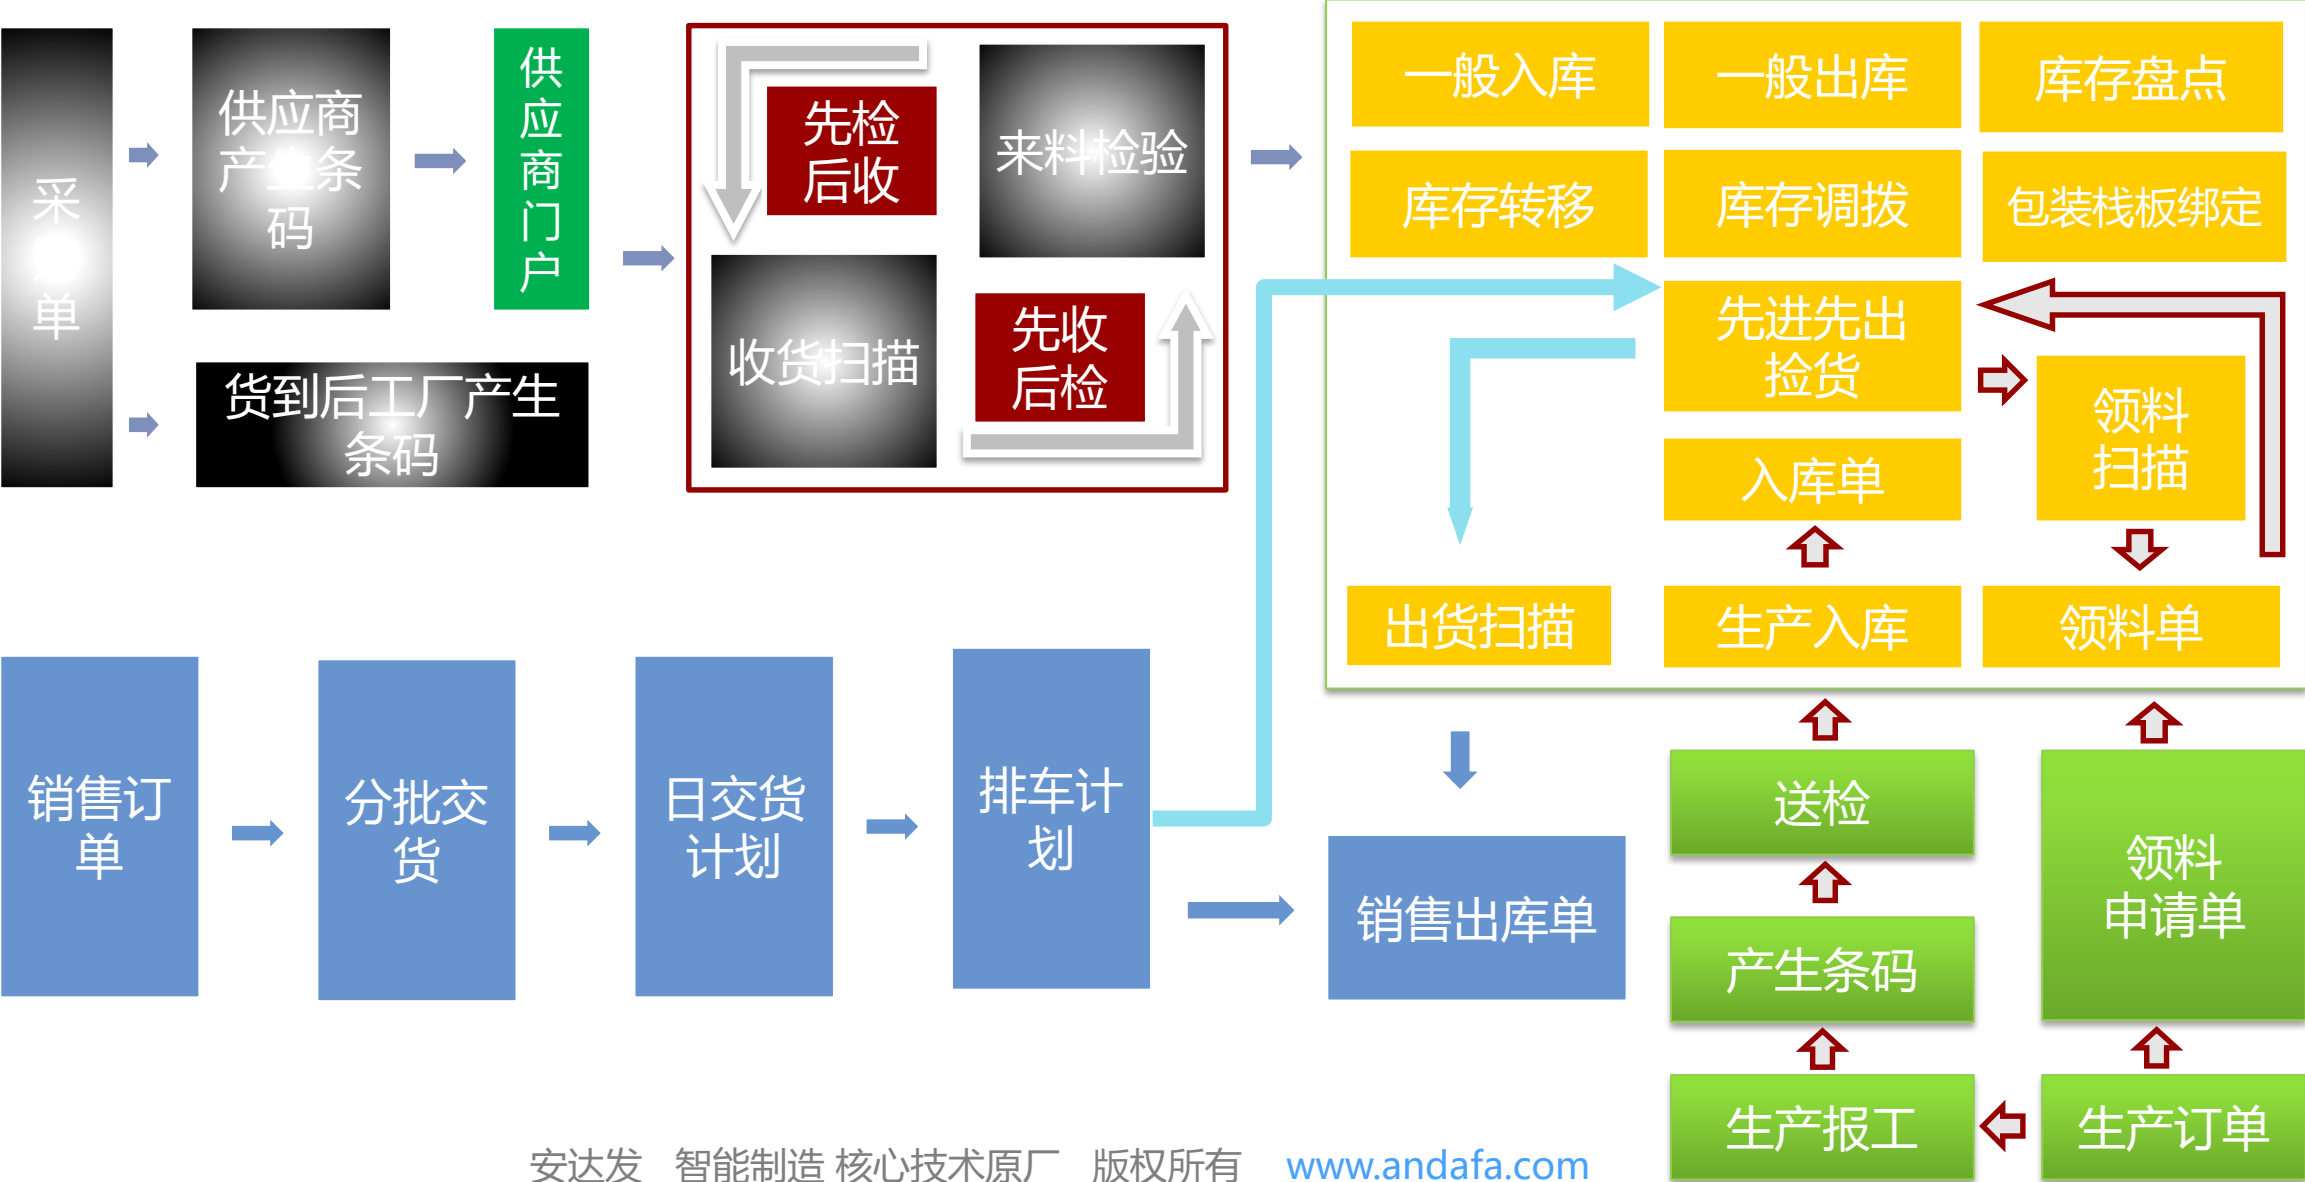 采
单
供应商
产生条
码
供
应
商
门
户
货到后工厂产生
条码
先检
后收
来料检验
收货扫描
先收
后检
一般入库
一般出库
库存盘点
库存转移
库存调拨
包装栈板绑定
先进先出
捡货
领料
扫描
入库单
出货扫描
生产入库
领料单
销售订
单
分批交
货
日交货
计划
排车计
划
销售出库单
送检
产生条码
生产报工
领料
申请单
生产订单
安达发 智能制造 核心技术原厂 版权所有 www.andafa.com